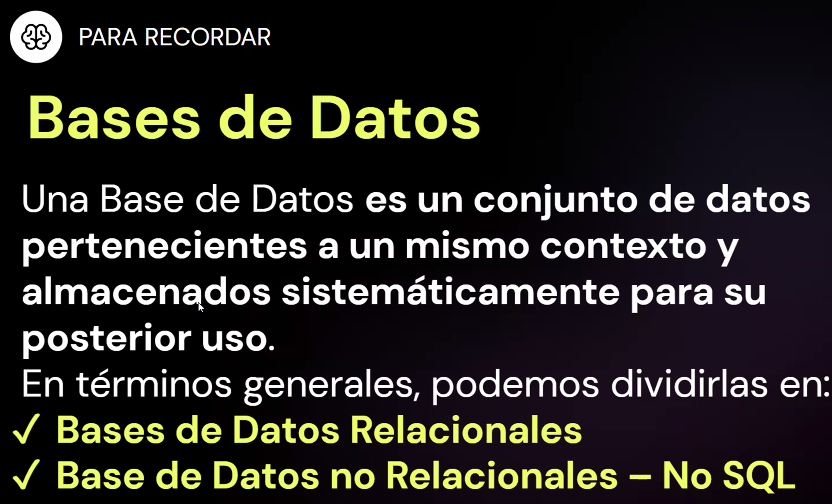 PARA RECORDAR
Bases de Datos
Una Base de Datos es un conjunto de datos
pertenecientes a un mismo contexto y
almacenados sistemáticamente para su
posterior uso.
En términos generales, podemos dividirlas en:
✓ Bases de Datos Relacionales
✓ Base de Datos no Relacionales – No SQL